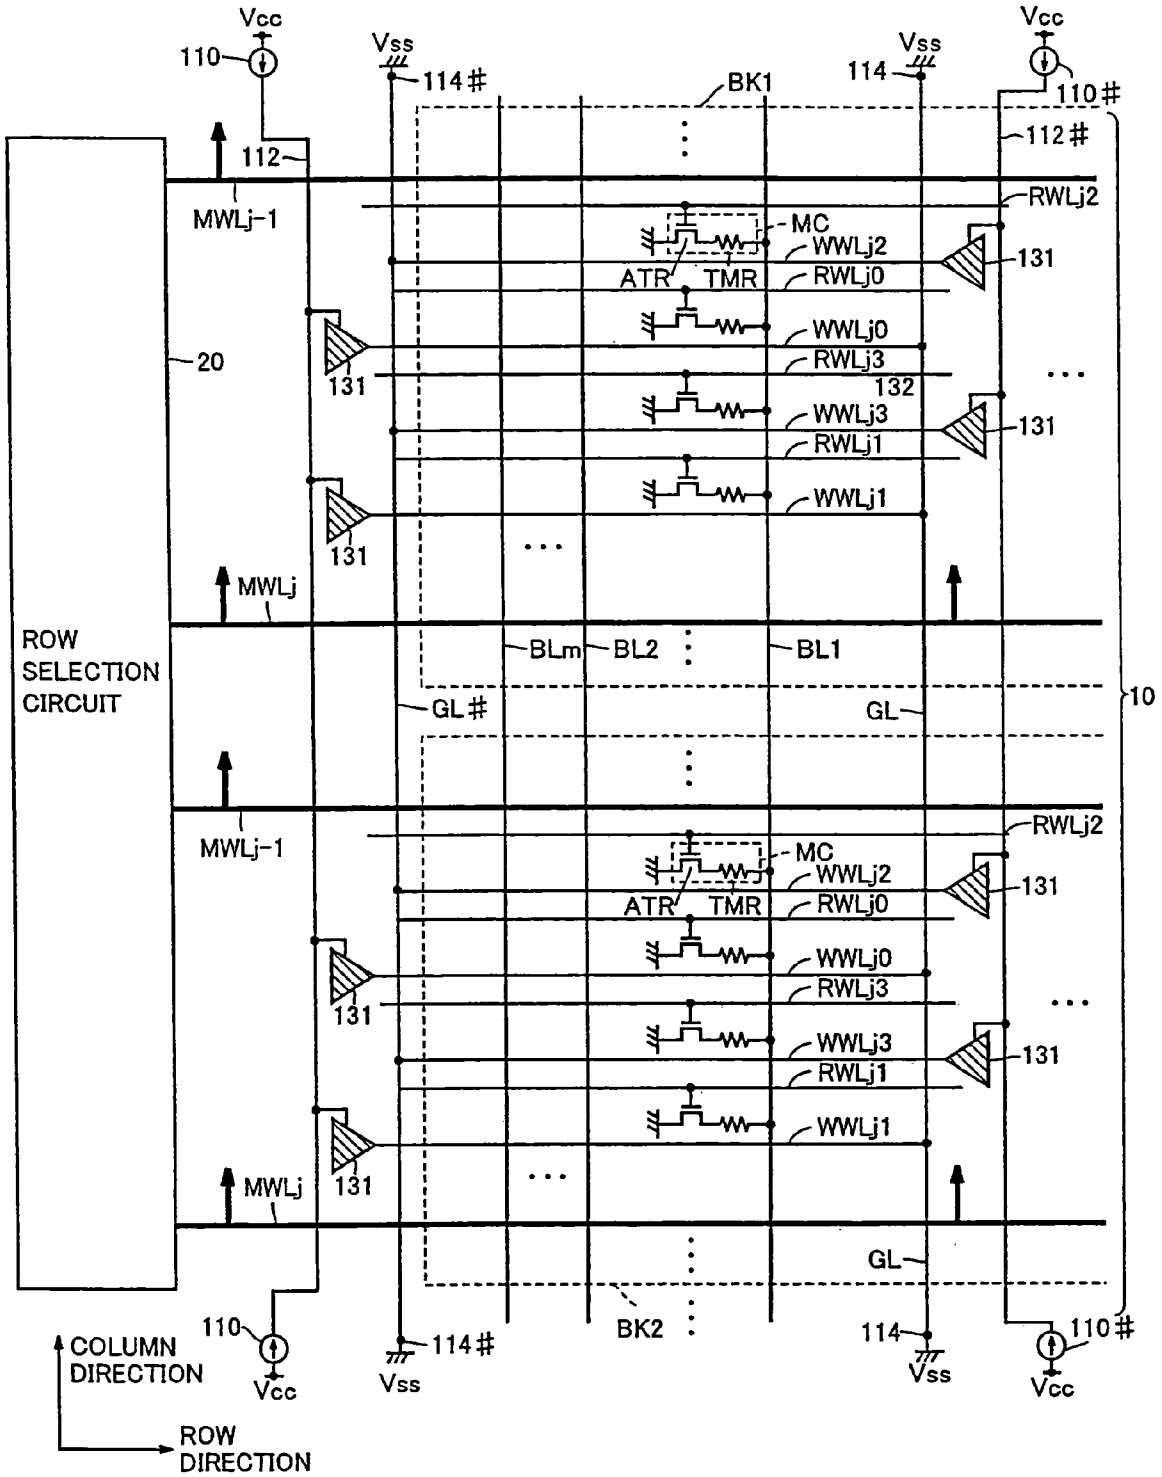 Vcc
110
Vss
114#
BK1
Vss
114
Vcc
110#
112
112#
MWLj-1
RWLj2
MC
WWLj2
131
ATR
TMR
RWLj0
20
WWLj0
131
RWLj3
132
WWLj3
131
RWLj1
WWLj1
131
MWLj
ROW
SELECTION
CIRCUIT
BLm
BL2
BL1
GL#
GL
10
MWLj-1
RWLj2
MC
WWLj2
131
ATR
TMR
RWLj0
WWLj0
131
RWLj3
WWLj3
131
RWLj1
WWLj1
131
MWLj
GL
110
BK2
114#
114
110#
Vcc
Vss
Vss
Vcc
COLUMN
DIRECTION
ROW
DIRECTION